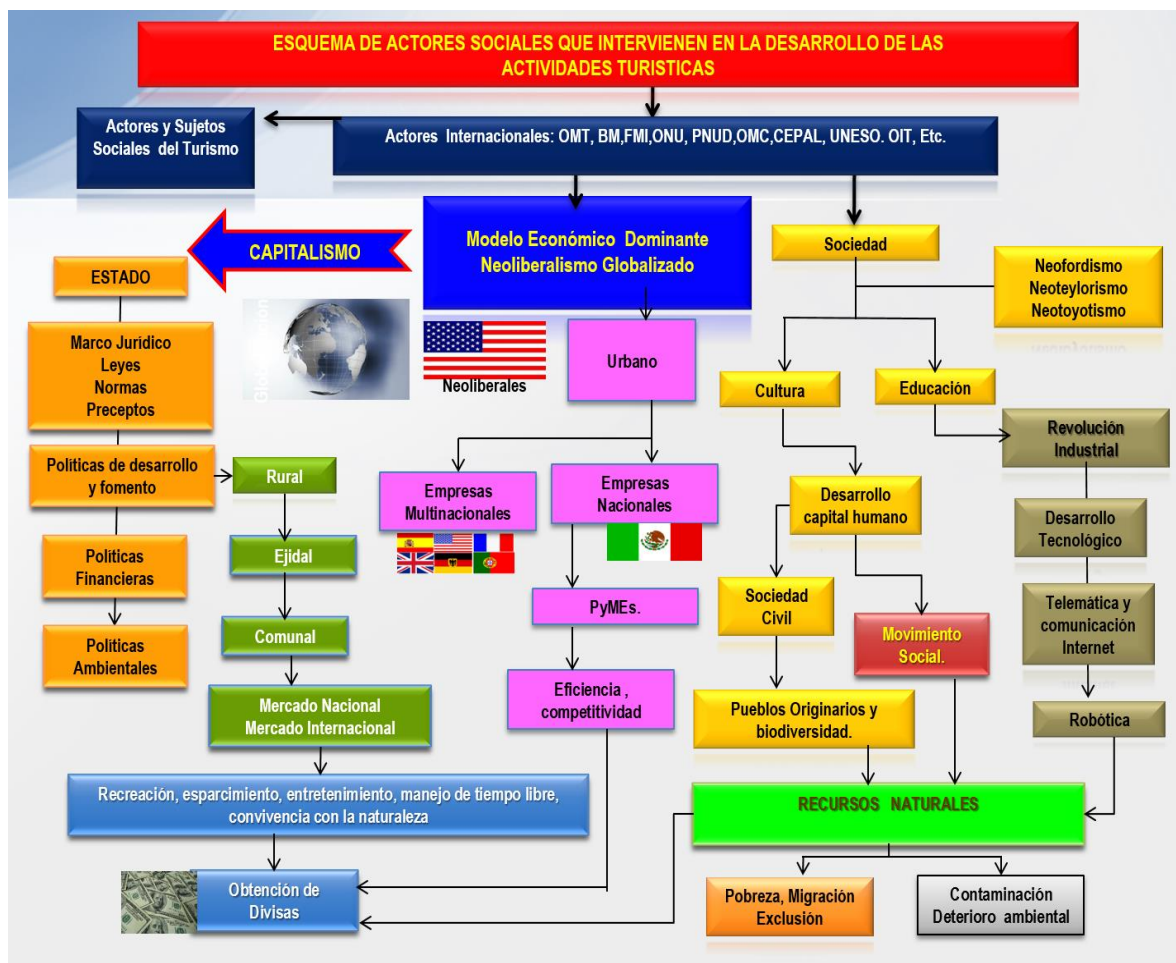 ESQUEMA DE ACTORES SOCIALES QUE INTERVIENEN EN LA DESARROLLO DE LAS
ACTIVIDADES TURISTICAS
Actores y Sujetos
Sociales del Turismo
Actores Internacionales: OMT, BM,FMI,ONU, PNUD,OMC,CEPAL, UNESO. OIT, Etc.
CAPITALISMO
Modelo Económico Dominante
Neoliberalismo Globalizado
Sociedad
Neofordismo
Neoteylorismo
Neotoyotismo
ESTADO
Marco Jurídico
Leyes
Normas
Preceptos
Neoliberales
Urbano
Cultura
Educación
Revolución
Industrial
Políticas de desarrollo
y fomento
Rural
Empresas
Multinacionales
Empresas
Nacionales
Desarrollo
capital humano
Desarrollo
Tecnológico
Políticas
Financieras
Ejidal
PyMEs.
Sociedad
Civil
Movimiento
Social.
Telemática y
comunicación
Internet
Políticas
Ambientales
Comunal
Mercado Nacional
Mercado Internacional
Eficiencia ,
competitividad
Pueblos Originarios y
biodiversidad.
Robótica
Recreación, esparcimiento, entretenimiento, manejo de tiempo libre,
convivencia con la naturaleza
RECURSOS NATURALES
Obtención de
Divisas
Pobreza, Migración
Exclusión
Contaminación
Deterioro ambiental